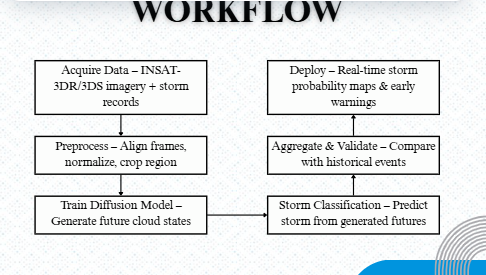 WORKFLOW
Acquire Data – INSAT-
3DR/3DS imagery + storm
records
Preprocess – Align frames,
normalize, crop region
Train Diffusion Model –
Generate future cloud states
Storm Classification – Predict
storm from generated futures
Aggregate & Validate – Compare
with historical events
Deploy – Real-time storm
probability maps & early
warnings